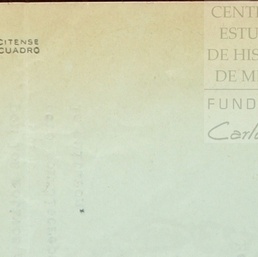 CITENSE
CUADRO
CENT
ESTU
DE HIS
DE M
FUND
Carl